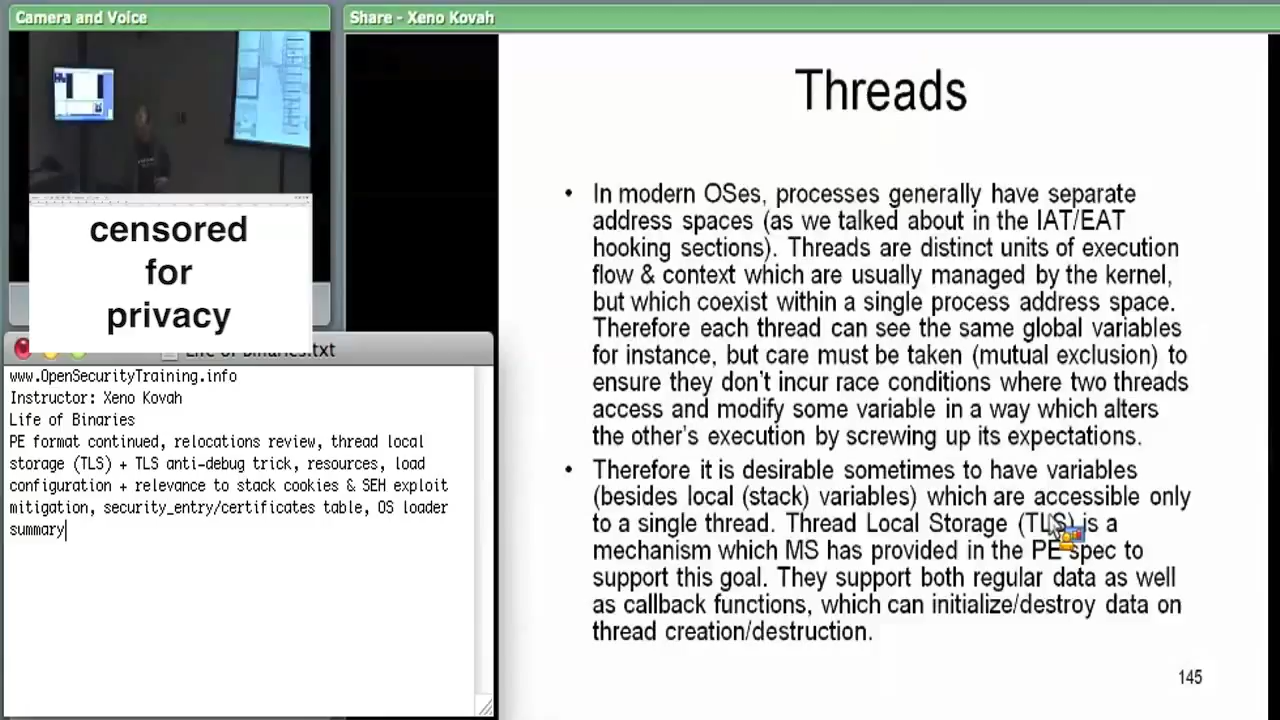 Camera and Voice
Share - Xeno Kovah
censored
for
privacy
Life of Binaries.txt
www.OpenSecurityTraining.info
Instructor: Xeno Kovah
Life of Binaries
PE format continued, relocations review, thread local
storage (TLS) + TLS anti-debug trick, resources, load
configuration + relevance to stack cookies & SEH exploit
mitigation, security_entry/certificates table, OS loader
summary
Threads
• In modern OSes, processes generally have separate
address spaces (as we talked about in the IAT/EAT
hooking sections). Threads are distinct units of execution
flow & context which are usually managed by the kernel,
but which coexist within a single process address space.
Therefore each thread can see the same global variables
for instance, but care must be taken (mutual exclusion) to
ensure they don't incur race conditions where two threads
access and modify some variable in a way which alters
the other's execution by screwing up its expectations.
• Therefore it is desirable sometimes to have variables
(besides local (stack) variables) which are accessible only
to a single thread. Thread Local Storage (TLS) is a
mechanism which MS has provided in the PE spec to
support this goal. They support both regular data as well
as callback functions, which can initialize/destroy data on
thread creation/destruction.
145